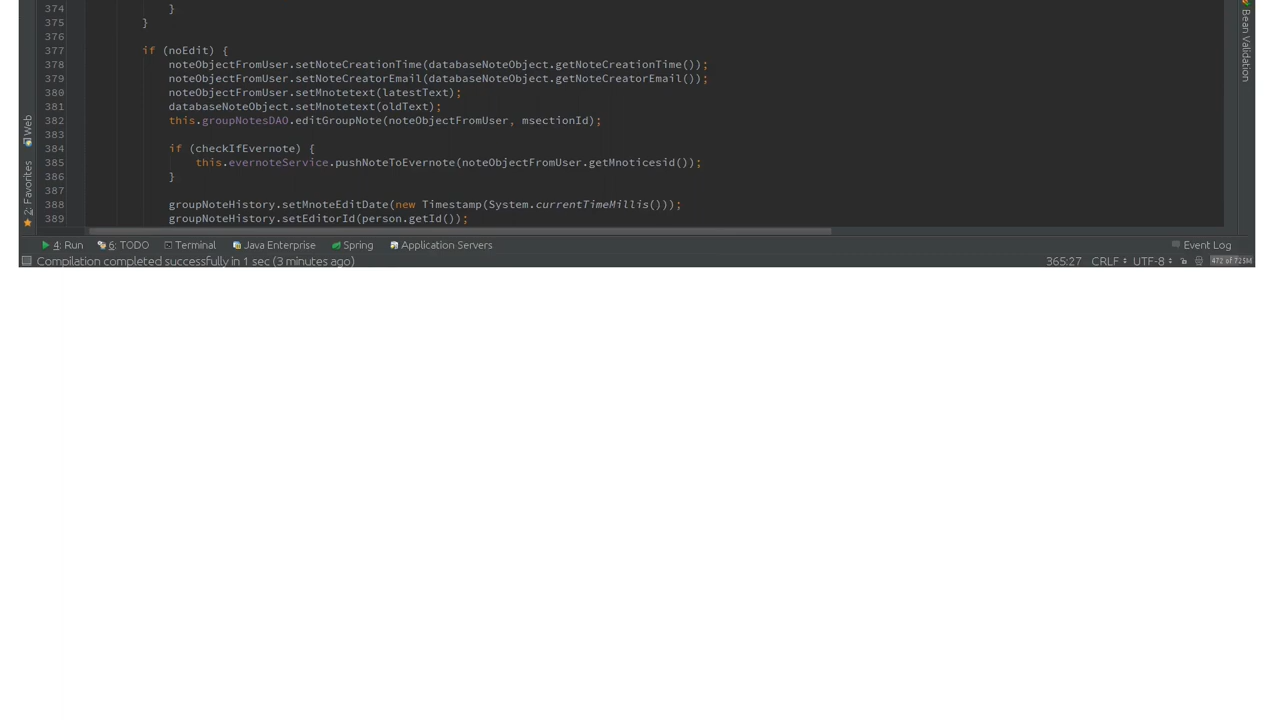 374 }
375 }
376
377 if (noEdit) {
378 noteObjectFromUser.setNoteCreationTime(databaseNoteObject.getNoteCreationTime());
379 noteObjectFromUser.setNoteCreatorEmail(databaseNoteObject.getNoteCreatorEmail());
380 noteObjectFromUser.setMnotetext(latestText);
381 databaseNoteObject.setMnotetext(oldText);
382 this.groupNotesDAO.editGroupNote(noteObjectFromUser, msectionId);
383
384 if (checkIfEvernote) {
385 this.evernoteService.pushNoteToEvernote(noteObjectFromUser.getMnoticesid());
386 }
387
388 groupNoteHistory.setMnoteEditDate(new Timestamp(System.currentTimeMillis()));
389 groupNoteHistory.setEditorId(person.getId());
Web
2: Favorites
Bean Validation
4: Run 6: TODO Terminal Java Enterprise Spring Application Servers Event Log
Compilation completed successfully in 1 sec (3 minutes ago) 365:27 CRLF UTF-8 472 of 725M